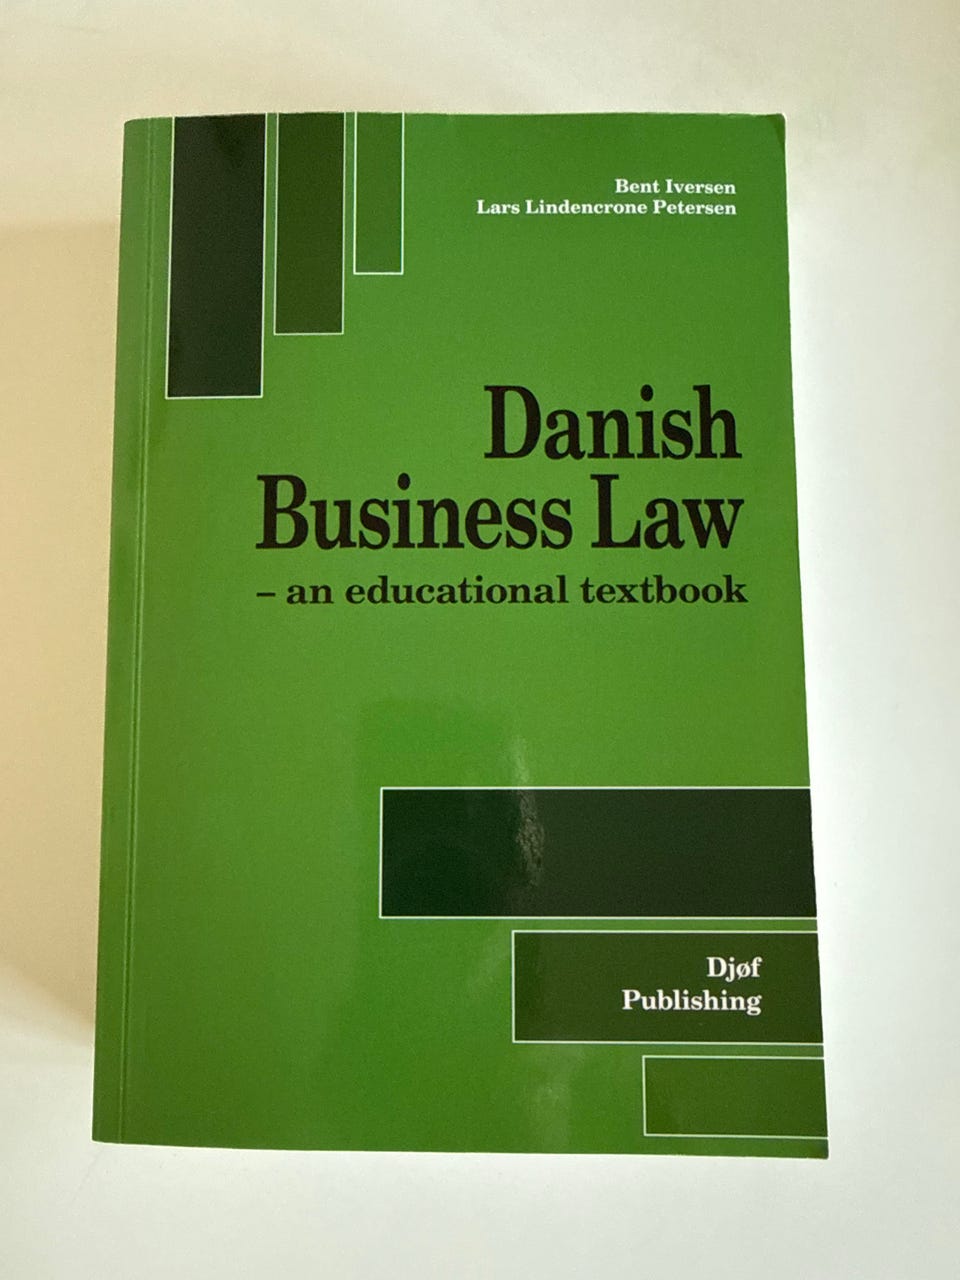 Bent Iversen
Lars Lindencrone Petersen
Danish
Business Law
– an educational textbook
Djøf
Publishing